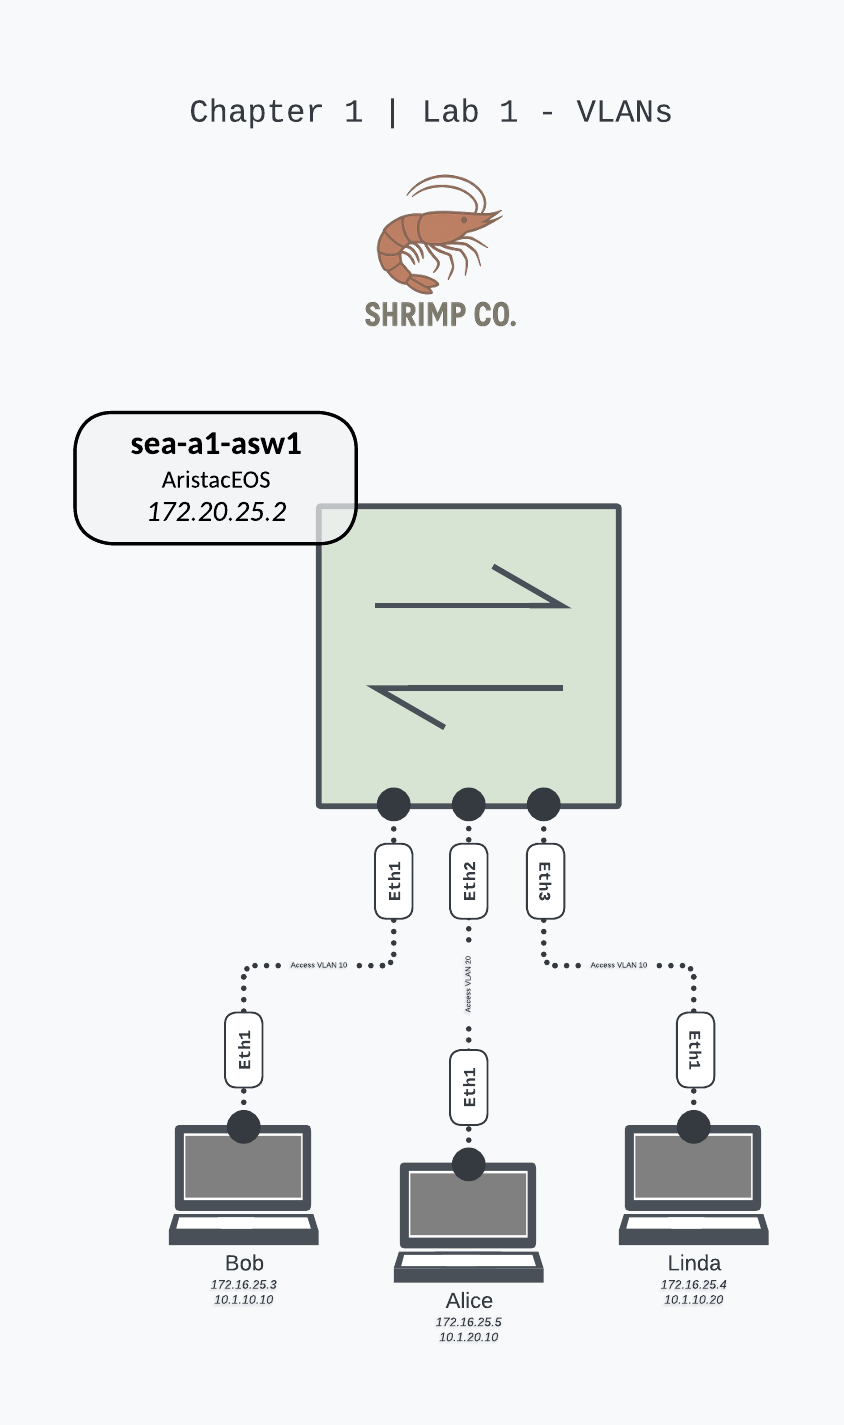 Chapter 1 | Lab 1 - VLANs
SHRIMP CO.
sea-a1-asw1
AristacEOS
172.20.25.2
Eth1
Eth2
Eth3
Access VLAN 10
Access VLAN 20
Access VLAN 10
Eth1
Eth1
Eth1
Bob
172.16.25.3
10.1.10.10
Alice
172.16.25.5
10.1.20.10
Linda
172.16.25.4
10.1.10.20